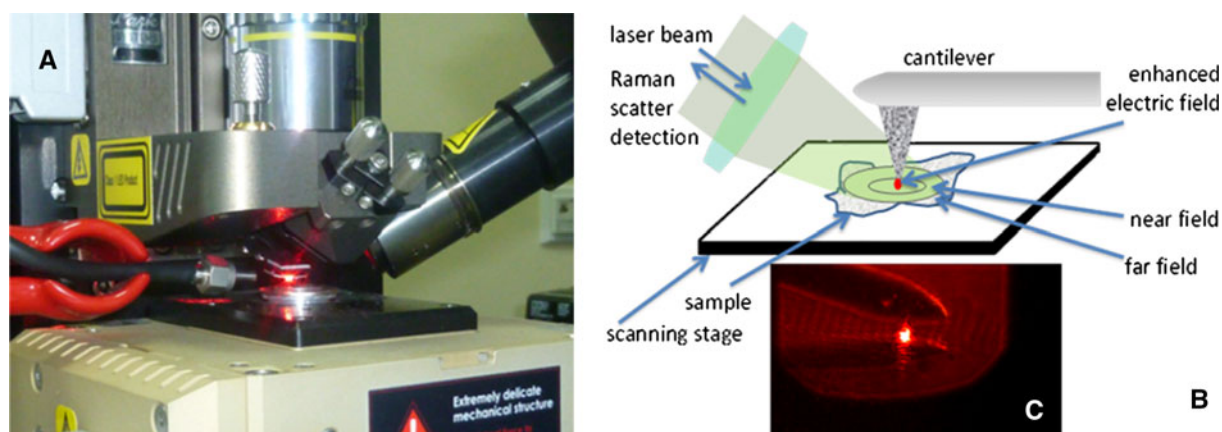 A
Park
Class 1 LED Product
Extremely delicate
mechanical structure
laser beam
Raman
scatter
detection
cantilever
enhanced
electric field
near field
far field
sample
scanning stage
B
C